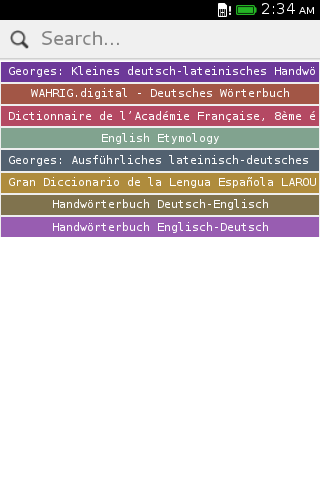 2:34 AM
Search...
Georges: Kleines deutsch-lateinisches Handwö
WAHRIG.digital - Deutsches Wörterbuch
Dictionnaire de l’Académie Française, 8ème é
English Etymology
Georges: Ausführliches lateinisch-deutsches
Gran Diccionario de la Lengua Española LAROU
Handwörterbuch Deutsch-Englisch
Handwörterbuch Englisch-Deutsch